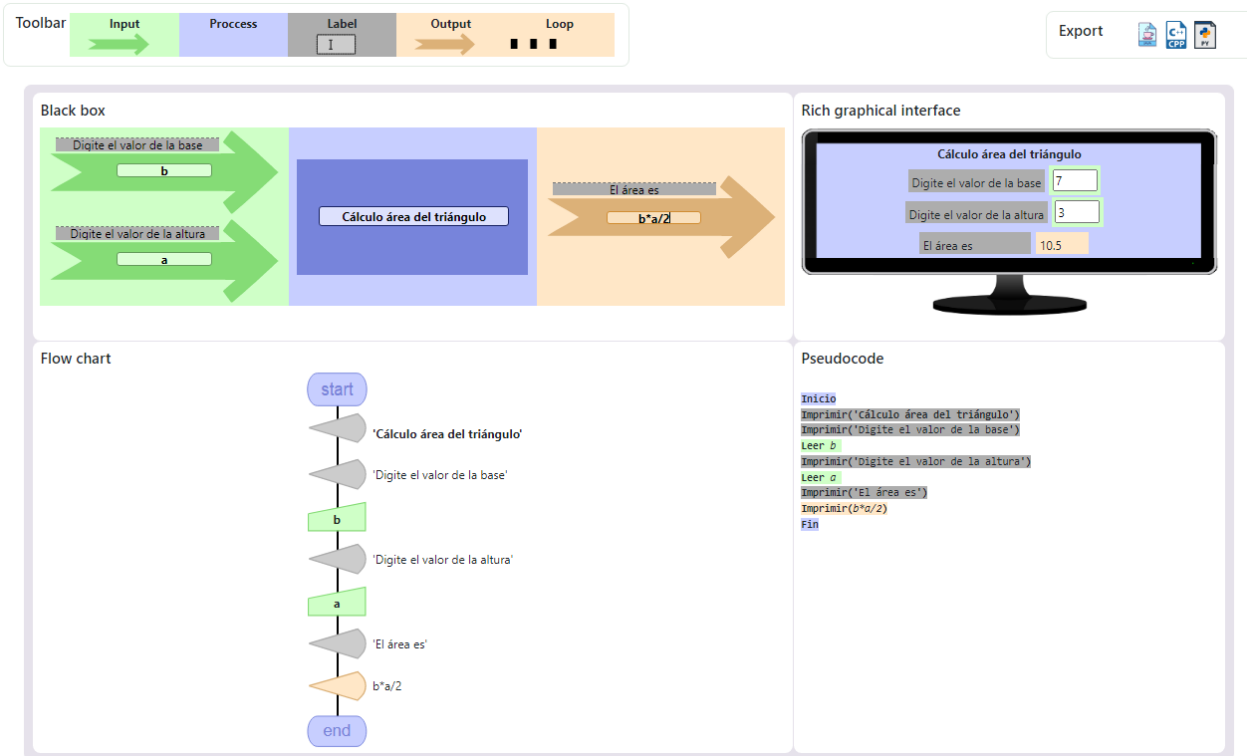 Toolbar
Input
Proccess
Label
Output
Loop
I
Export
C++
CPP
PY
Black box
Digite el valor de la base
b
Digite el valor de la altura
a
Cálculo área del triángulo
El área es
b*a/2
Rich graphical interface
Cálculo área del triángulo
Digite el valor de la base 7
Digite el valor de la altura 3
El área es 10.5
Flow chart
start
'Cálculo área del triángulo'
'Digite el valor de la base'
b
'Digite el valor de la altura'
a
'El área es'
b*a/2
end
Pseudocode
Inicio
Imprimir('Cálculo área del triángulo')
Imprimir('Digite el valor de la base')
Leer b
Imprimir('Digite el valor de la altura')
Leer a
Imprimir('El área es')
Imprimir(b*a/2)
Fin